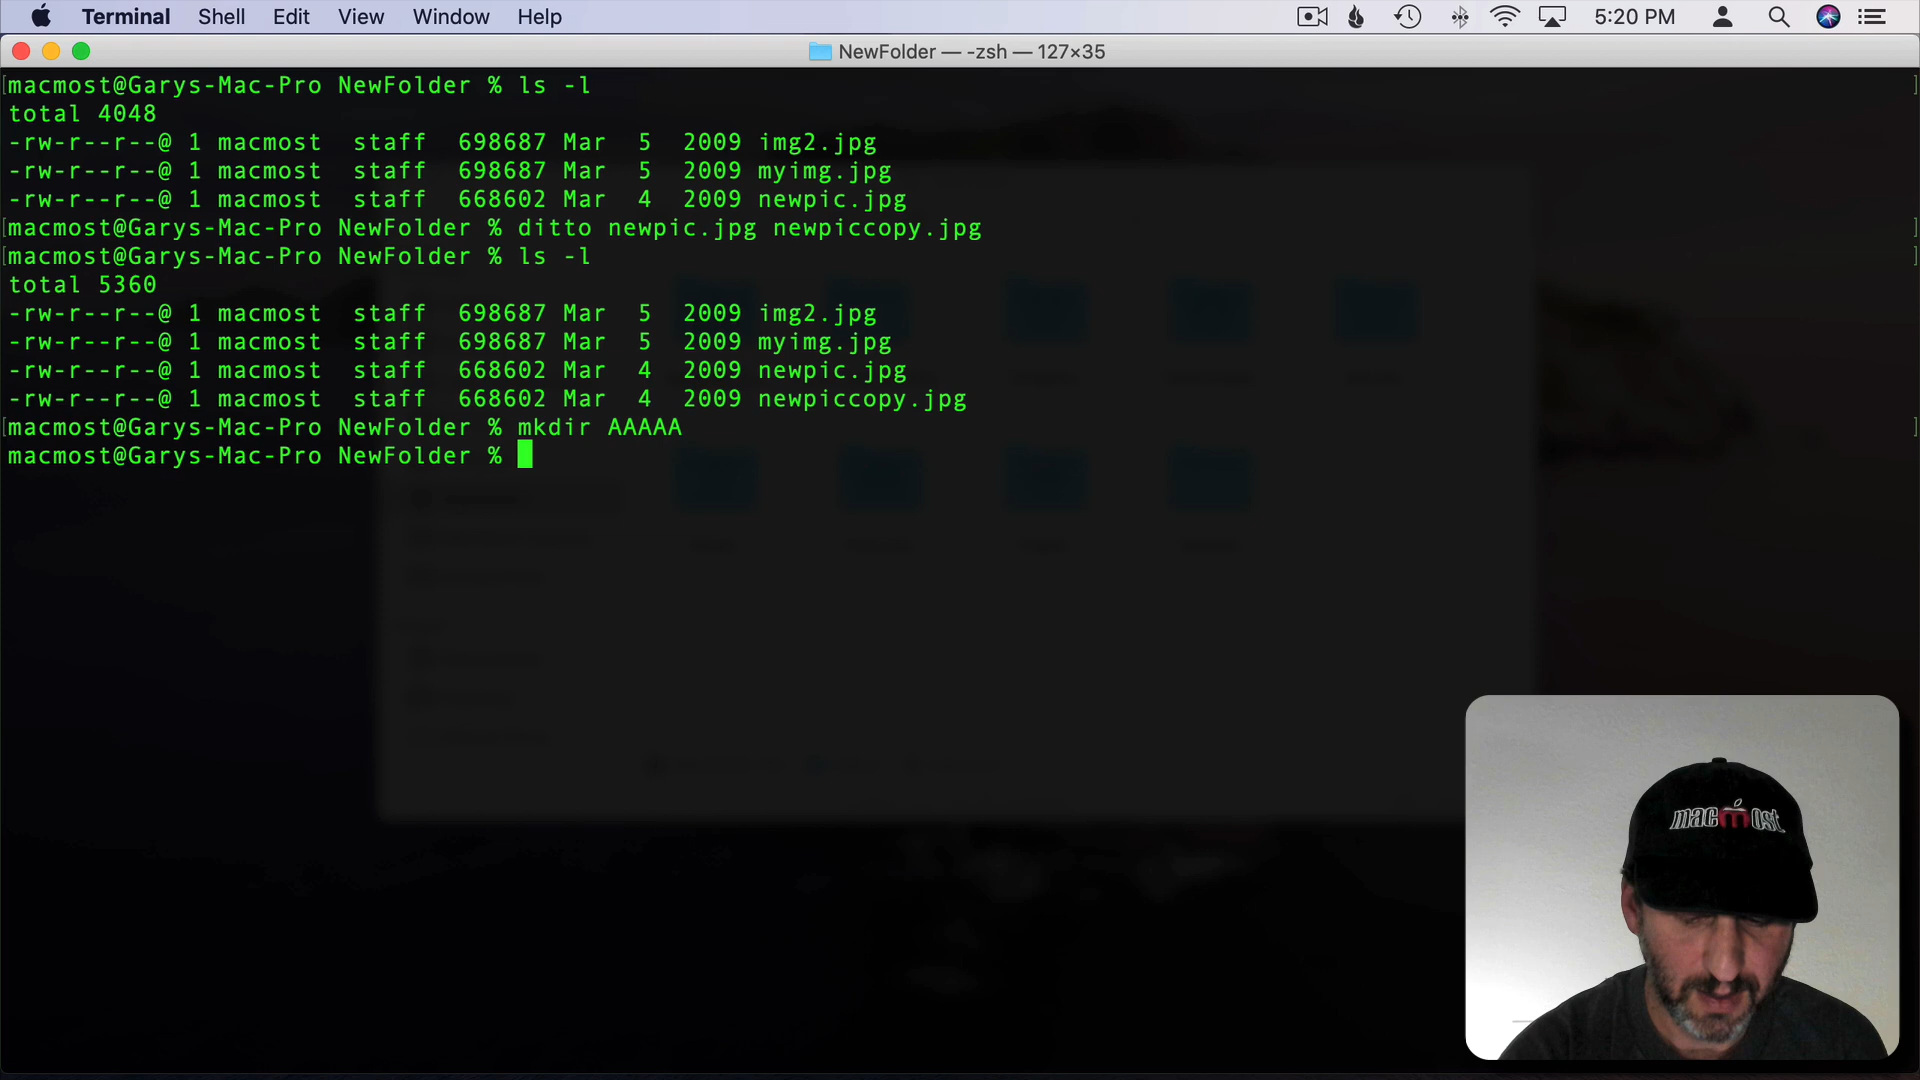 Terminal Shell Edit View Window Help 5:20 PM
NewFolder — -zsh — 127×35
macmost@Garys-Mac-Pro NewFolder % ls -l
total 4048
-rw-r--r--@ 1 macmost  staff  698687 Mar  5  2009 img2.jpg
-rw-r--r--@ 1 macmost  staff  698687 Mar  5  2009 myimg.jpg
-rw-r--r--@ 1 macmost  staff  668602 Mar  4  2009 newpic.jpg
macmost@Garys-Mac-Pro NewFolder % ditto newpic.jpg newpiccopy.jpg
macmost@Garys-Mac-Pro NewFolder % ls -l
total 5360
-rw-r--r--@ 1 macmost  staff  698687 Mar  5  2009 img2.jpg
-rw-r--r--@ 1 macmost  staff  698687 Mar  5  2009 myimg.jpg
-rw-r--r--@ 1 macmost  staff  668602 Mar  4  2009 newpic.jpg
-rw-r--r--@ 1 macmost  staff  668602 Mar  4  2009 newpiccopy.jpg
macmost@Garys-Mac-Pro NewFolder % mkdir AAAAA
macmost@Garys-Mac-Pro NewFolder %
macmost